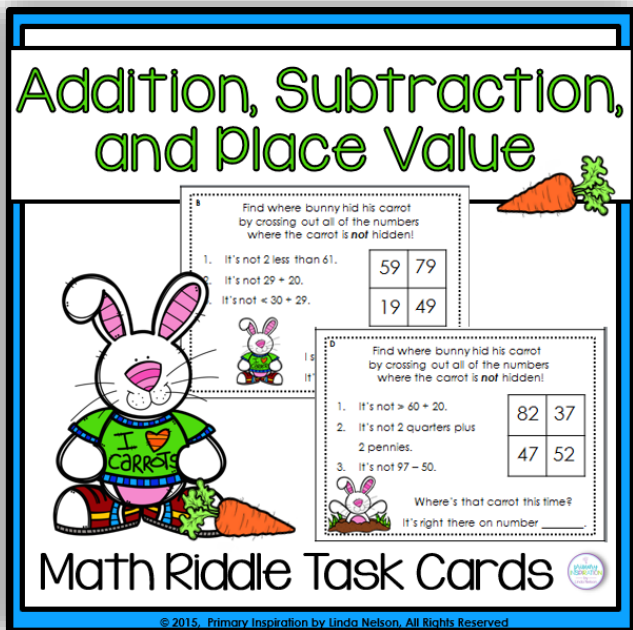 Addition, Subtraction,
and Place Value
B
Find where bunny hid his carrot
by crossing out all of the numbers
where the carrot is not hidden!
1. It's not 2 less than 61.
2. It's not 29 + 20.
It's not < 30 + 29.
59 79
19 49
I s
It'
D
Find where bunny hid his carrot
by crossing out all of the numbers
where the carrot is not hidden!
1. It's not > 60 + 20.
2. It's not 2 quarters plus
2 pennies.
3. It's not 97 – 50.
82 37
47 52
Where's that carrot this time?
It's right there on number _____.
I
CARROTS
Math Riddle Task Cards
PRIMARY
INSPIRATION
© 2015, Primary Inspiration by Linda Nelson, All Rights Reserved